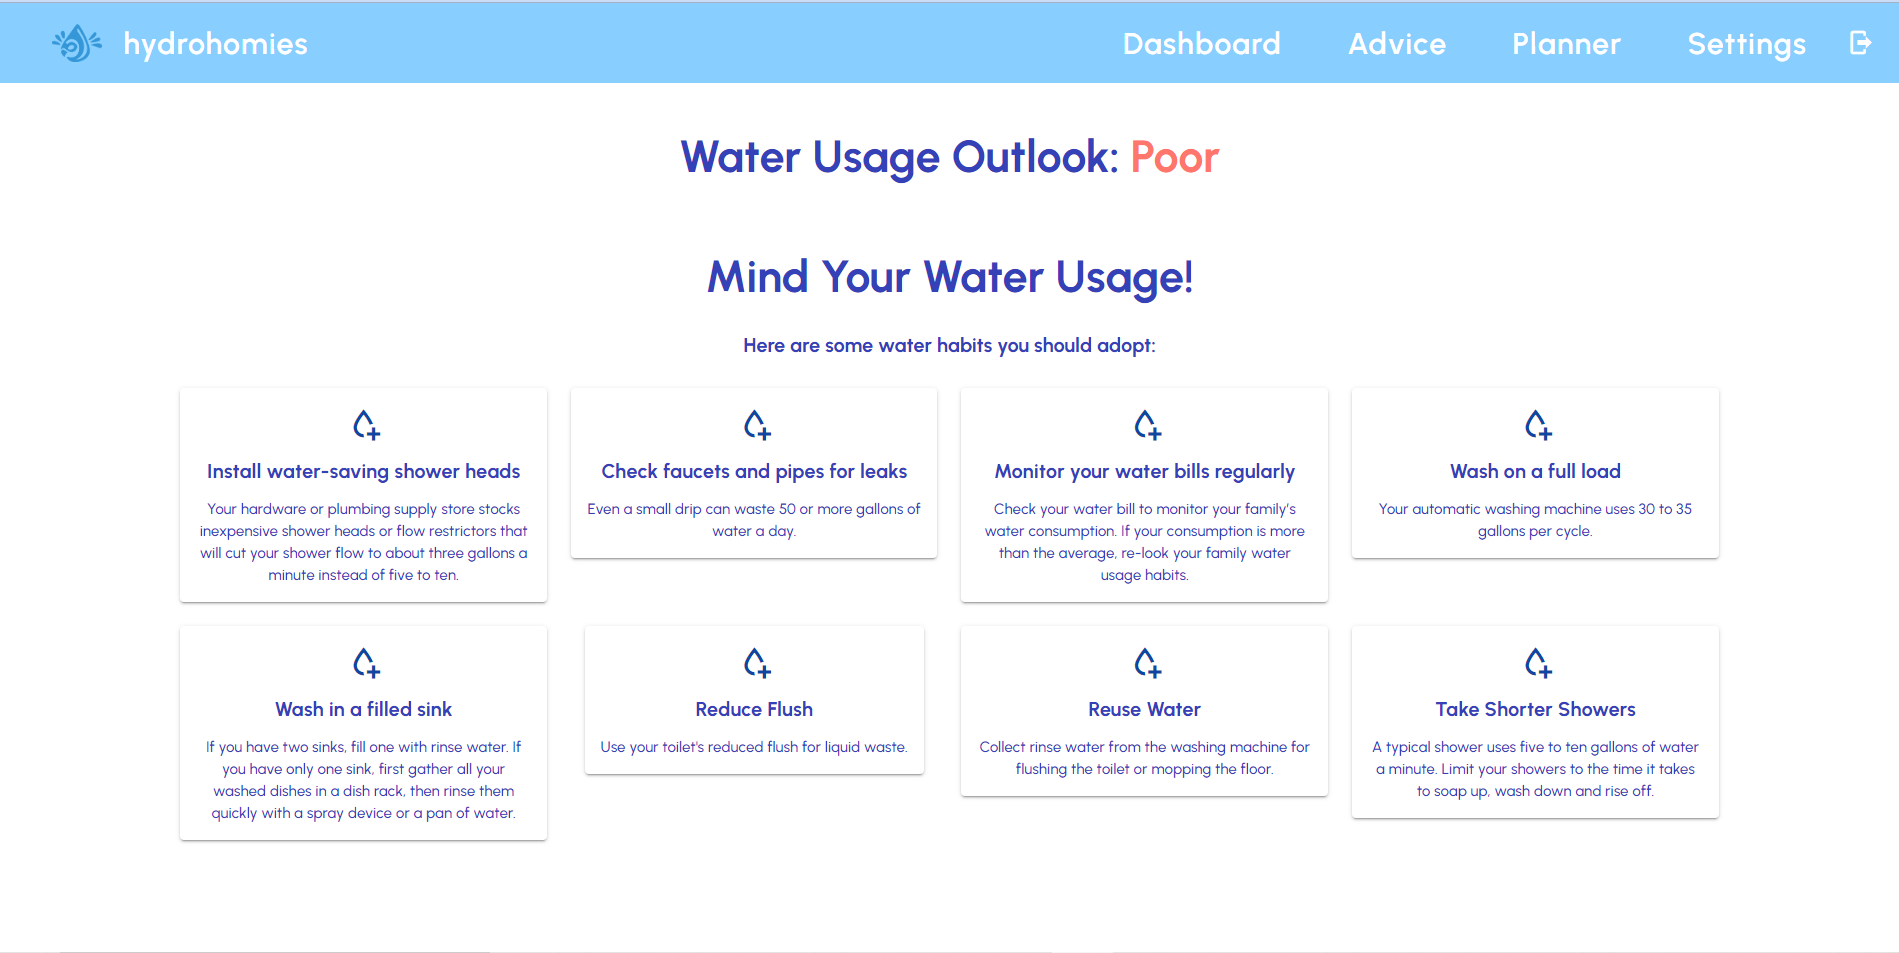 hydrohomies
Dashboard
Advice
Planner
Settings
Water Usage Outlook: Poor
Mind Your Water Usage!
Here are some water habits you should adopt:
Install water-saving shower heads
Your hardware or plumbing supply store stocks
inexpensive shower heads or flow restrictors that
will cut your shower flow to about three gallons a
minute instead of five to ten.
Check faucets and pipes for leaks
Even a small drip can waste 50 or more gallons of
water a day.
Monitor your water bills regularly
Check your water bill to monitor your family's
water consumption. If your consumption is more
than the average, re-look your family water
usage habits.
Wash on a full load
Your automatic washing machine uses 30 to 35
gallons per cycle.
Wash in a filled sink
If you have two sinks, fill one with rinse water. If
you have only one sink, first gather all your
washed dishes in a dish rack, then rinse them
quickly with a spray device or a pan of water.
Reduce Flush
Use your toilet's reduced flush for liquid waste.
Reuse Water
Collect rinse water from the washing machine for
flushing the toilet or mopping the floor.
Take Shorter Showers
A typical shower uses five to ten gallons of water
a minute. Limit your showers to the time it takes
to soap up, wash down and rise off.